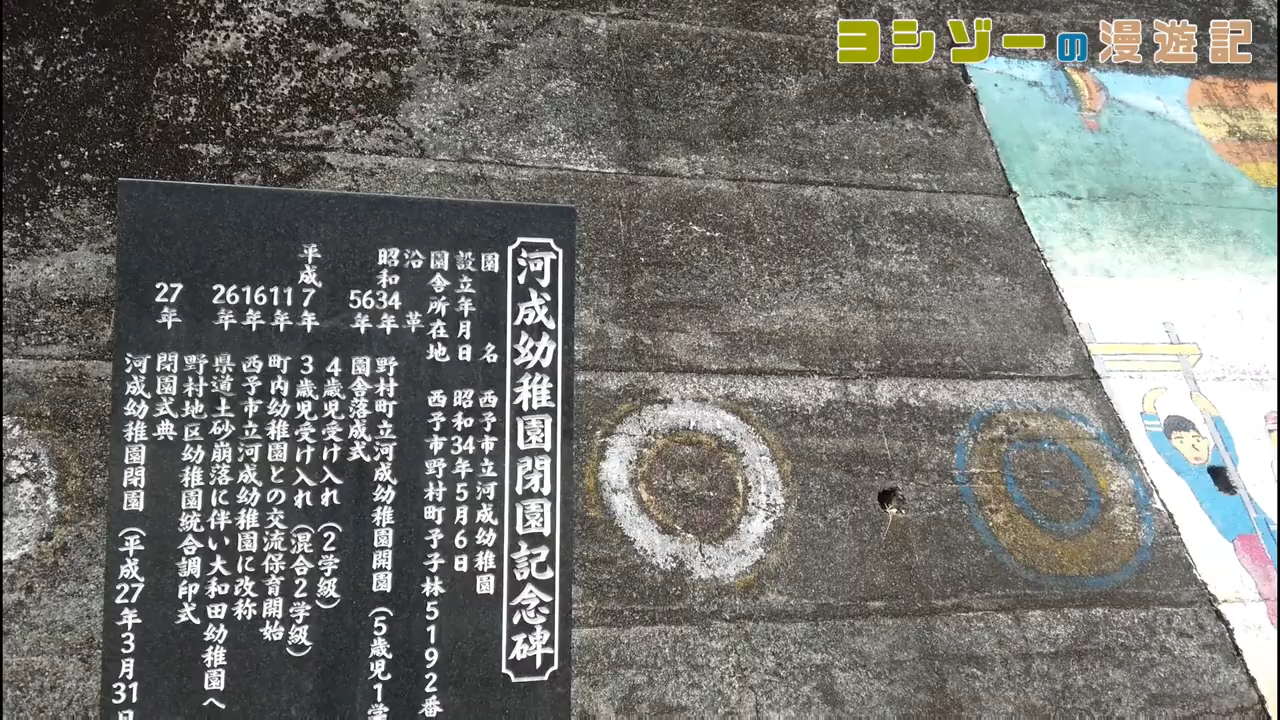 ヨシゾーの漫遊記
河成幼稚園閉園記念碑
園名 西予市立河成幼稚園
設立年月日 昭和34年5月6日
園舎所在地 西予市野村町予子林5192番
沿革
昭和34年 野村町立河成幼稚園開園(5歳児1学
56年 園舎落成式
4歳児受け入れ(2学級)
平成7年 3歳児受け入れ(混合2学級)
11年 町内幼稚園との交流保育開始
16年 西予市立河成幼稚園に改称
26年 県道土砂崩落に伴い大和田幼稚園へ
野村地区幼稚園統合調印式
27年 閉園式典
河成幼稚園閉園(平成27年3月31日